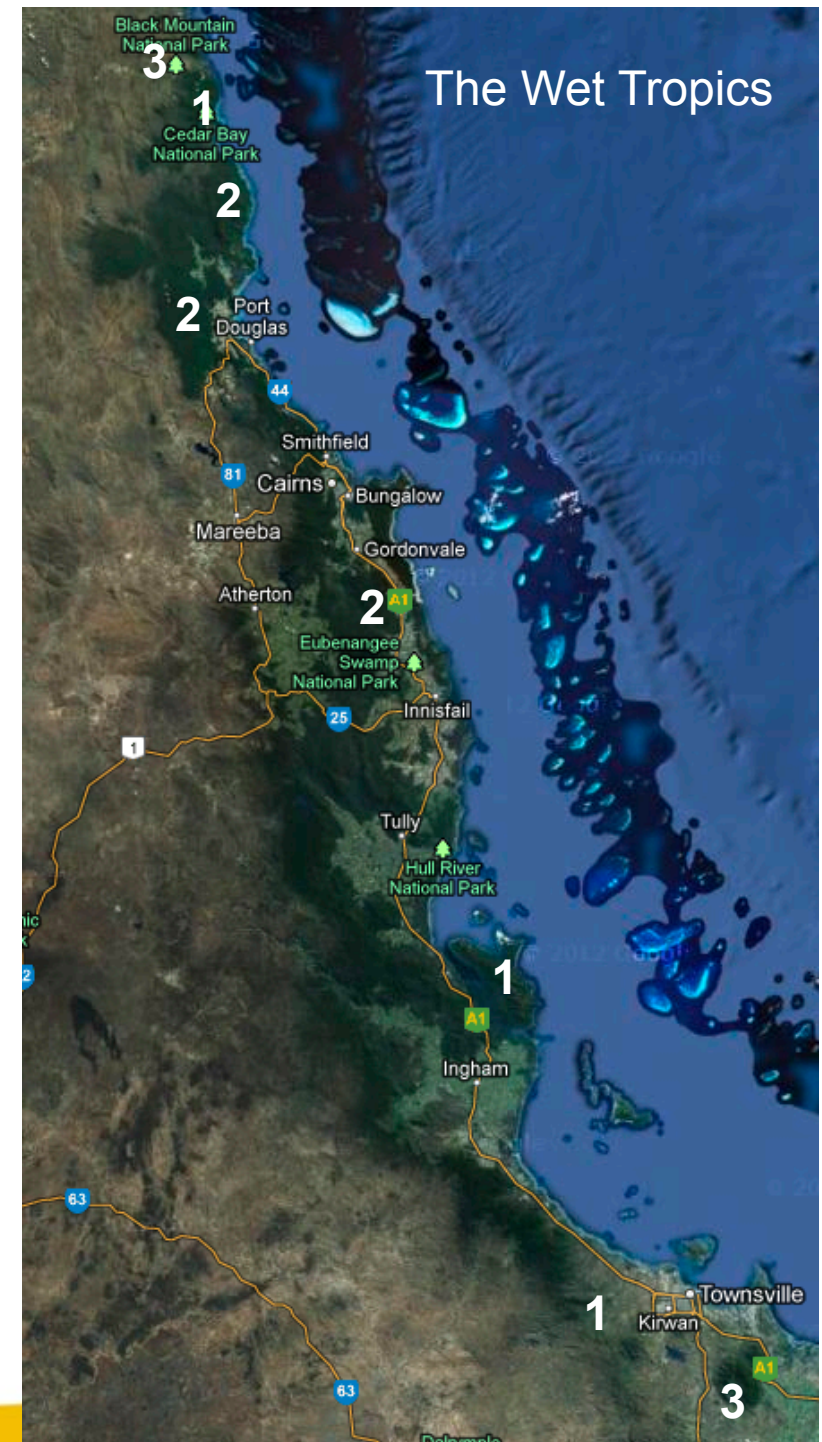 Black Mountain
National Park
The Wet Tropics
3
1
Cedar Bay
National Park
2
2
Port
Douglas
44
Smithfield
81
Cairns
Bungalow
Mareeba
Gordonvale
Atherton
2
A1
Eubenangee
Swamp
National Park
25
Innisfail
1
Tully
Hull River
National Park
© 2012 Google
1
A1
Ingham
63
Townsville
1
Kirwan
A1
63
3